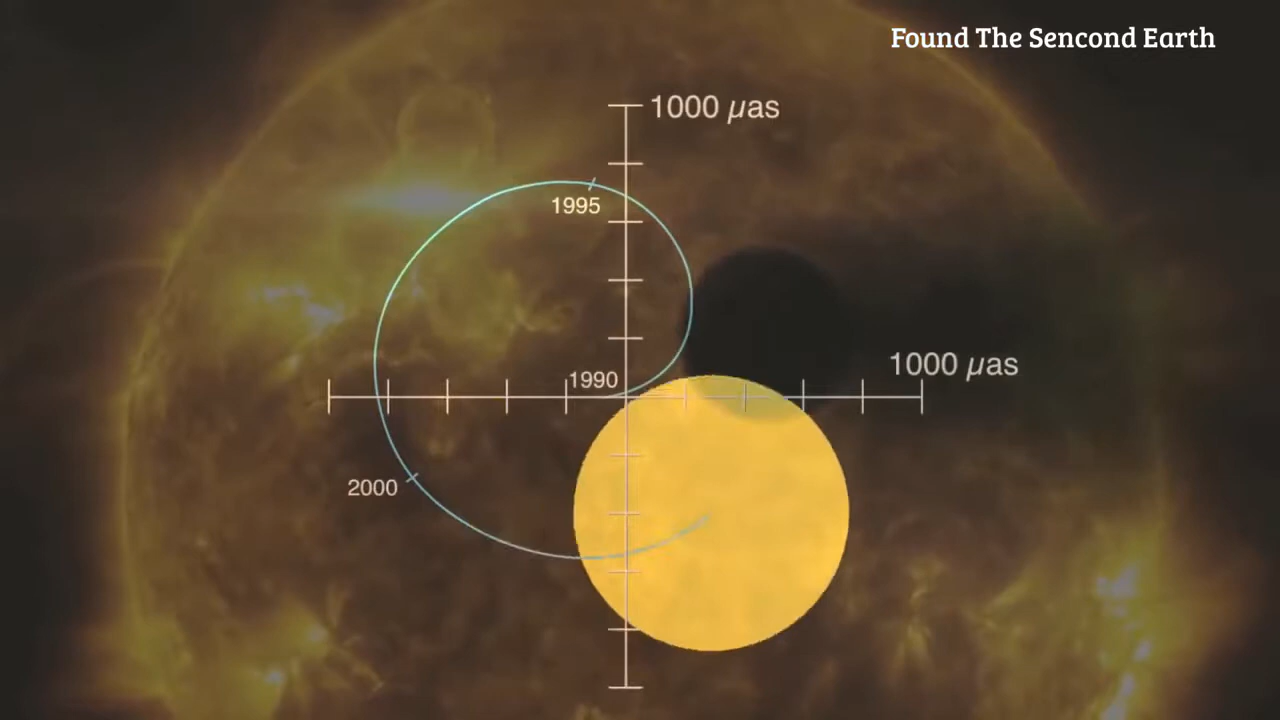 Found The Sencond Earth
1000 µas
1995
1000 µas
1990
2000